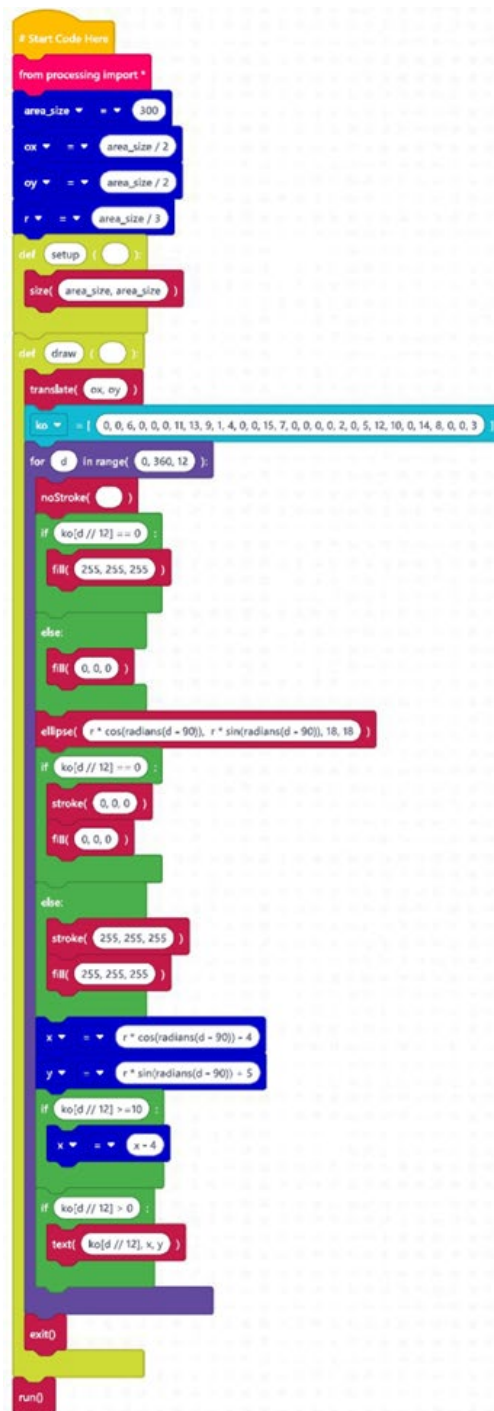 # Start Code Here
from processing import *
area_size = 300
ox = area_size / 2
oy = area_size / 2
r = area_size / 3
def setup ( ):
size( area_size, area_size )
def draw ( ):
translate( ox, oy )
ko = [ 0, 0, 6, 0, 0, 0, 11, 13, 9, 1, 4, 0, 0, 15, 7, 0, 0, 0, 0, 2, 0, 5, 12, 10, 0, 14, 8, 0, 0, 3 ]
for d in range( 0, 360, 12 ):
noStroke( )
if ko[d // 12] == 0 :
fill( 255, 255, 255 )
else:
fill( 0, 0, 0 )
ellipse( r * cos(radians(d - 90)), r * sin(radians(d - 90)), 18, 18 )
if ko[d // 12] == 0 :
stroke( 0, 0, 0 )
fill( 0, 0, 0 )
else:
stroke( 255, 255, 255 )
fill( 255, 255, 255 )
x = r * cos(radians(d - 90)) - 4
y = r * sin(radians(d - 90)) + 5
if ko[d // 12] >=10 :
x = x - 4
if ko[d // 12] > 0 :
text( ko[d // 12], x, y )
exit()
run()